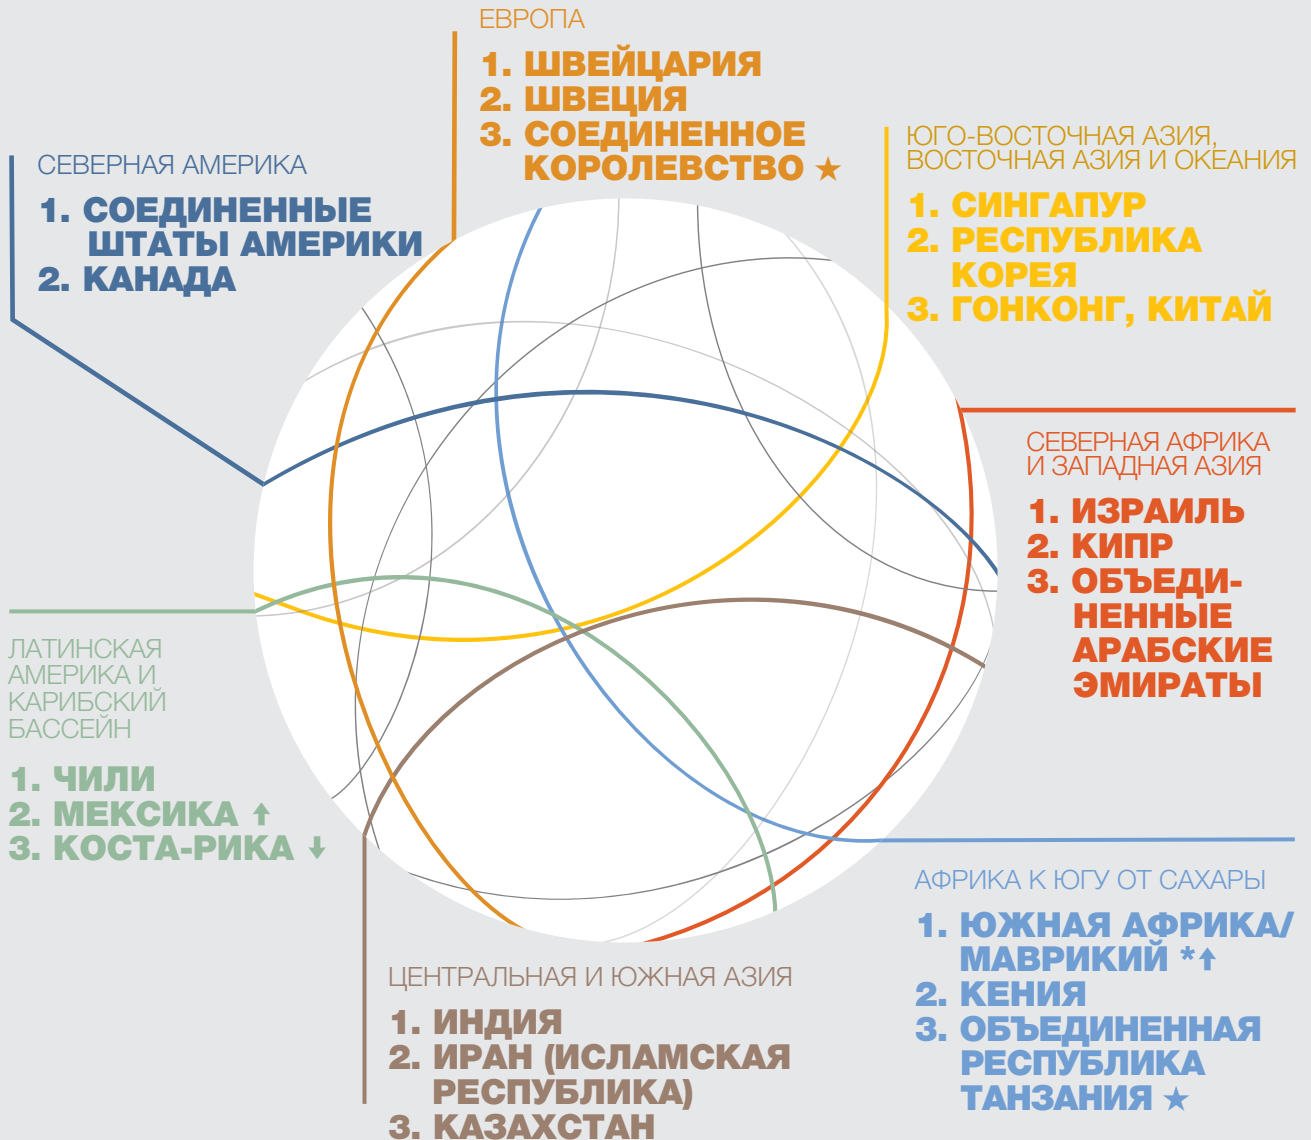 ЕВРОПА
1. ШВЕЙЦАРИЯ
2. ШВЕЦИЯ
3. СОЕДИНЕННОЕ
КОРОЛЕВСТВО ★
СЕВЕРНАЯ АМЕРИКА
1. СОЕДИНЕННЫЕ
ШТАТЫ АМЕРИКИ
2. КАНАДА
ЮГО-ВОСТОЧНАЯ АЗИЯ,
ВОСТОЧНАЯ АЗИЯ И ОКЕАНИЯ
1. СИНГАПУР
2. РЕСПУБЛИКА
КОРЕЯ
3. ГОНКОНГ, КИТАЙ
СЕВЕРНАЯ АФРИКА
И ЗАПАДНАЯ АЗИЯ
1. ИЗРАИЛЬ
2. КИПР
3. ОБЪЕДИ-
НЕННЫЕ
АРАБСКИЕ
ЭМИРАТЫ
ЛАТИНСКАЯ
АМЕРИКА И
КАРИБСКИЙ
БАССЕЙН
1. ЧИЛИ
2. МЕКСИКА ↑
3. КОСТА-РИКА ↓
АФРИКА К ЮГУ ОТ САХАРЫ
1. ЮЖНАЯ АФРИКА/
МАВРИКИЙ *↑
2. КЕНИЯ
3. ОБЪЕДИНЕННАЯ
РЕСПУБЛИКА
ТАНЗАНИЯ ★
ЦЕНТРАЛЬНАЯ И ЮЖНАЯ АЗИЯ
1. ИНДИЯ
2. ИРАН (ИСЛАМСКАЯ
РЕСПУБЛИКА)
3. КАЗАХСТАН